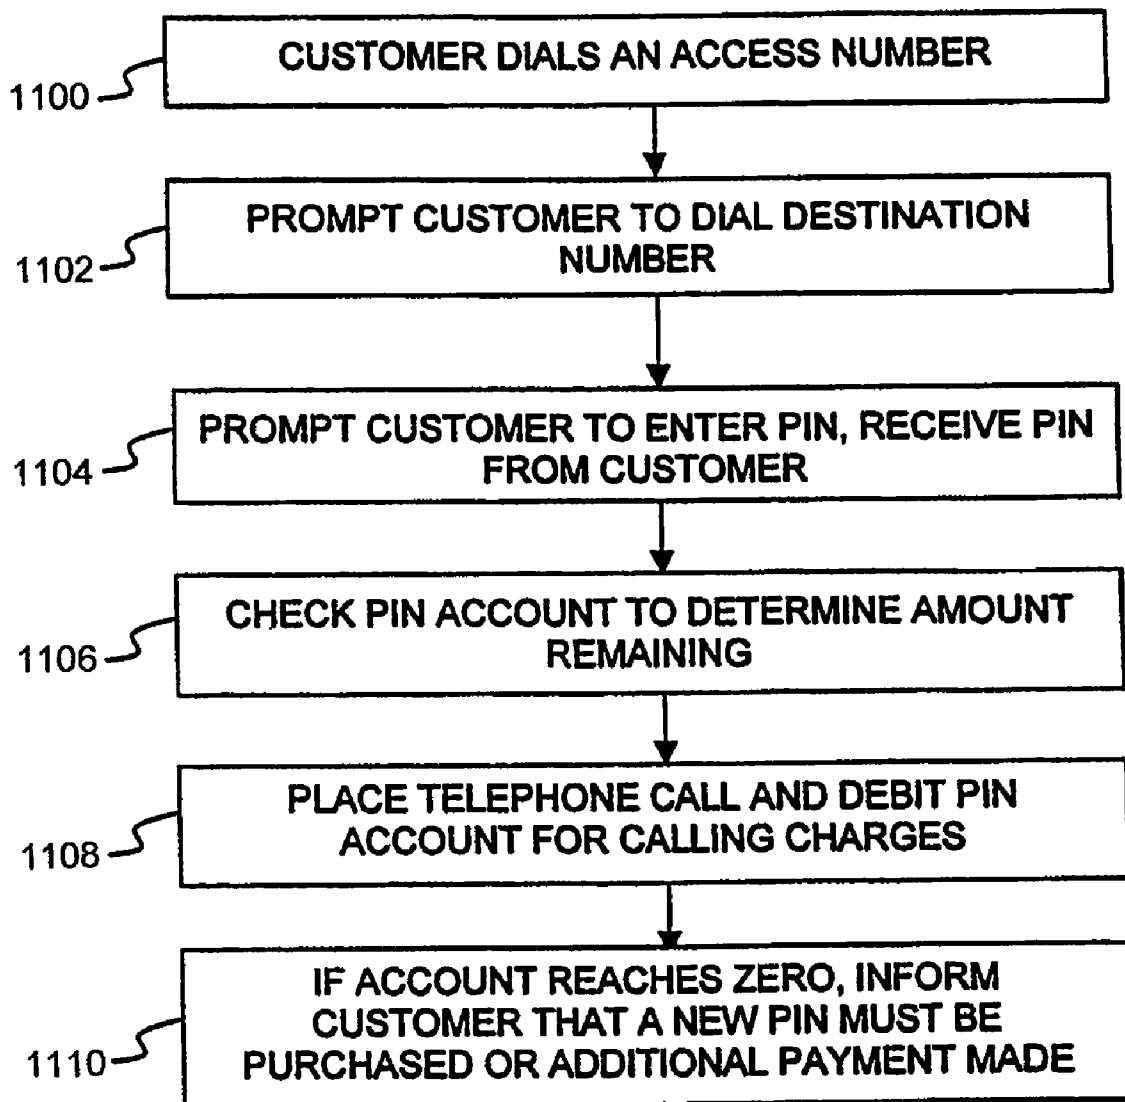 CUSTOMER DIALS AN ACCESS NUMBER
1100
PROMPT CUSTOMER TO DIAL DESTINATION
NUMBER
1102
PROMPT CUSTOMER TO ENTER PIN, RECEIVE PIN
FROM CUSTOMER
1104
CHECK PIN ACCOUNT TO DETERMINE AMOUNT
REMAINING
1106
PLACE TELEPHONE CALL AND DEBIT PIN
ACCOUNT FOR CALLING CHARGES
1108
IF ACCOUNT REACHES ZERO, INFORM
CUSTOMER THAT A NEW PIN MUST BE
PURCHASED OR ADDITIONAL PAYMENT MADE
1110